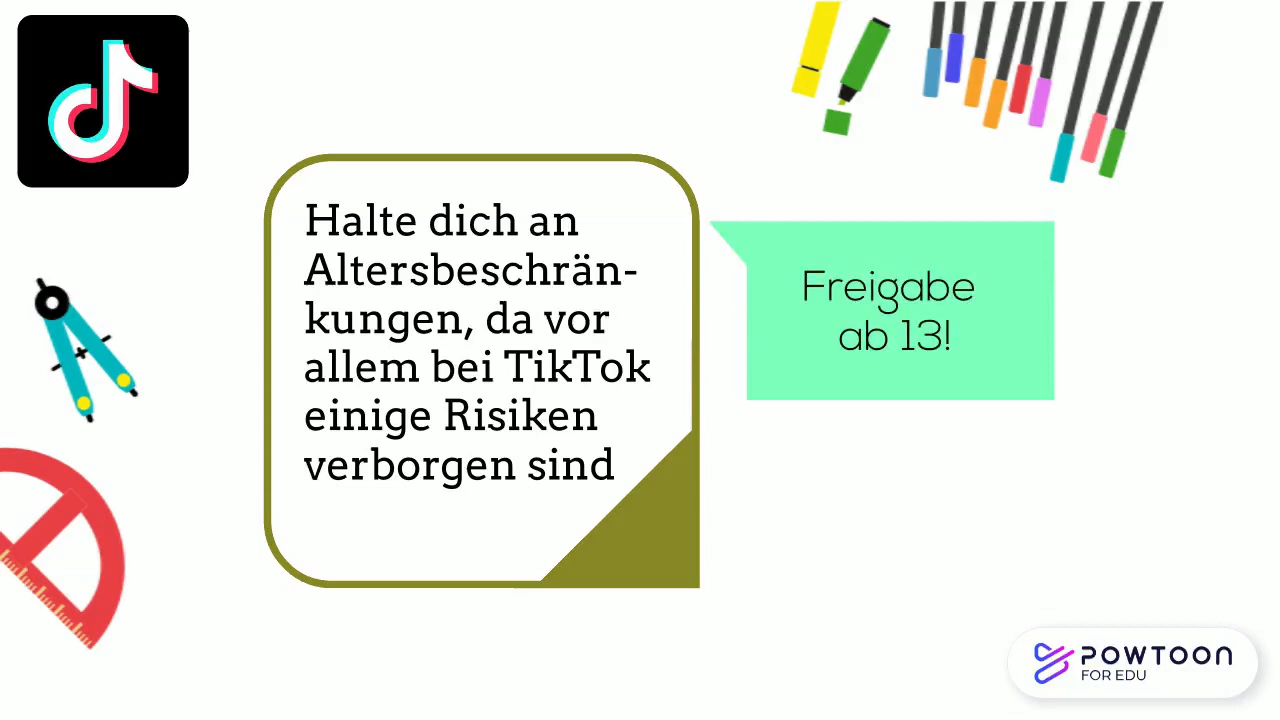 Halte dich an
Altersbeschrän-
kungen, da vor
allem bei TikTok
einige Risiken
verborgen sind
Freigabe
ab 13!
POWTOON
FOR EDU